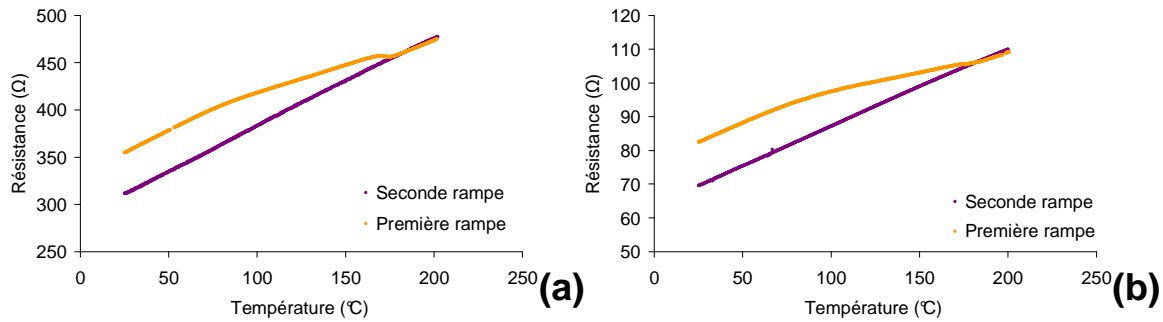 500
450
400
350
300
250
Résistance (Ω)
0 50 100 150 200 250
Température (°C)
Seconde rampe
Première rampe
(a)
120
110
100
90
80
70
60
50
Résistance (Ω)
0 50 100 150 200 250
Température (°C)
Seconde rampe
Première rampe
(b)